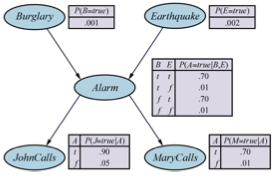 Burglary
P(B=true)
.001
Earthquake
P(E=true)
.002
Alarm
B E P(A=true|B,E)
t t .70
t f .01
f t .70
f f .01
JohnCalls
A P(J=true|A)
t .90
f .05
MaryCalls
A P(M=true|A)
t .70
f .01